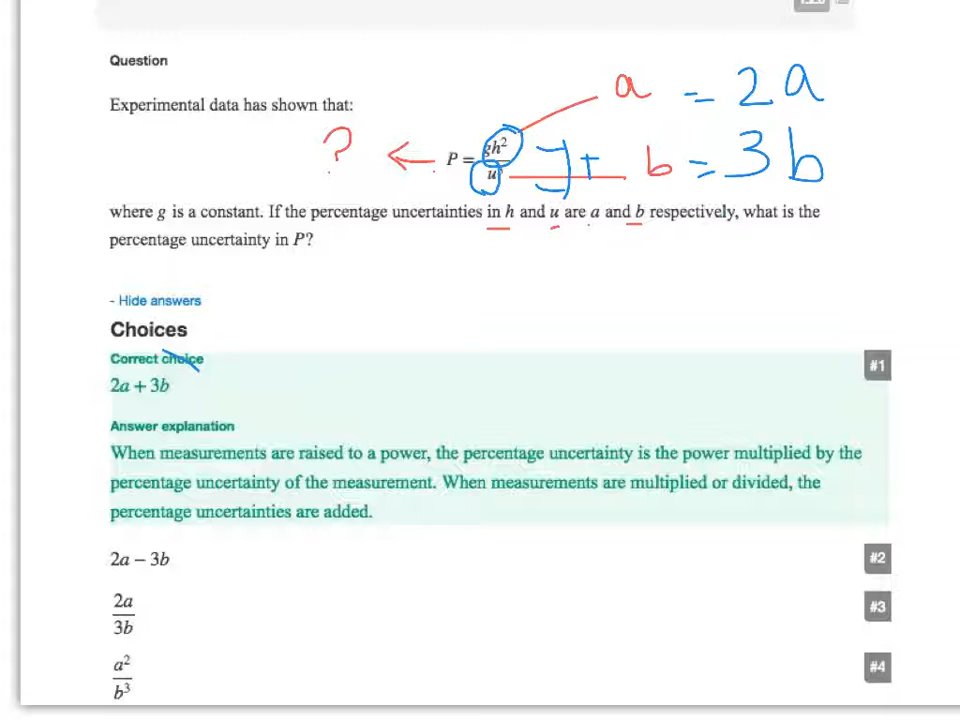 Question
a = 2a
Experimental data has shown that:
? ← P = gh² / u + b = 3b
where g is a constant. If the percentage uncertainties in h and u are a and b respectively, what is the
percentage uncertainty in P?
- Hide answers
Choices
Correct choice
#1
2a + 3b
Answer explanation
When measurements are raised to a power, the percentage uncertainty is the power multiplied by the
percentage uncertainty of the measurement. When measurements are multiplied or divided, the
percentage uncertainties are added.
2a − 3b
#2
2a
3b
#3
a²
b³
#4